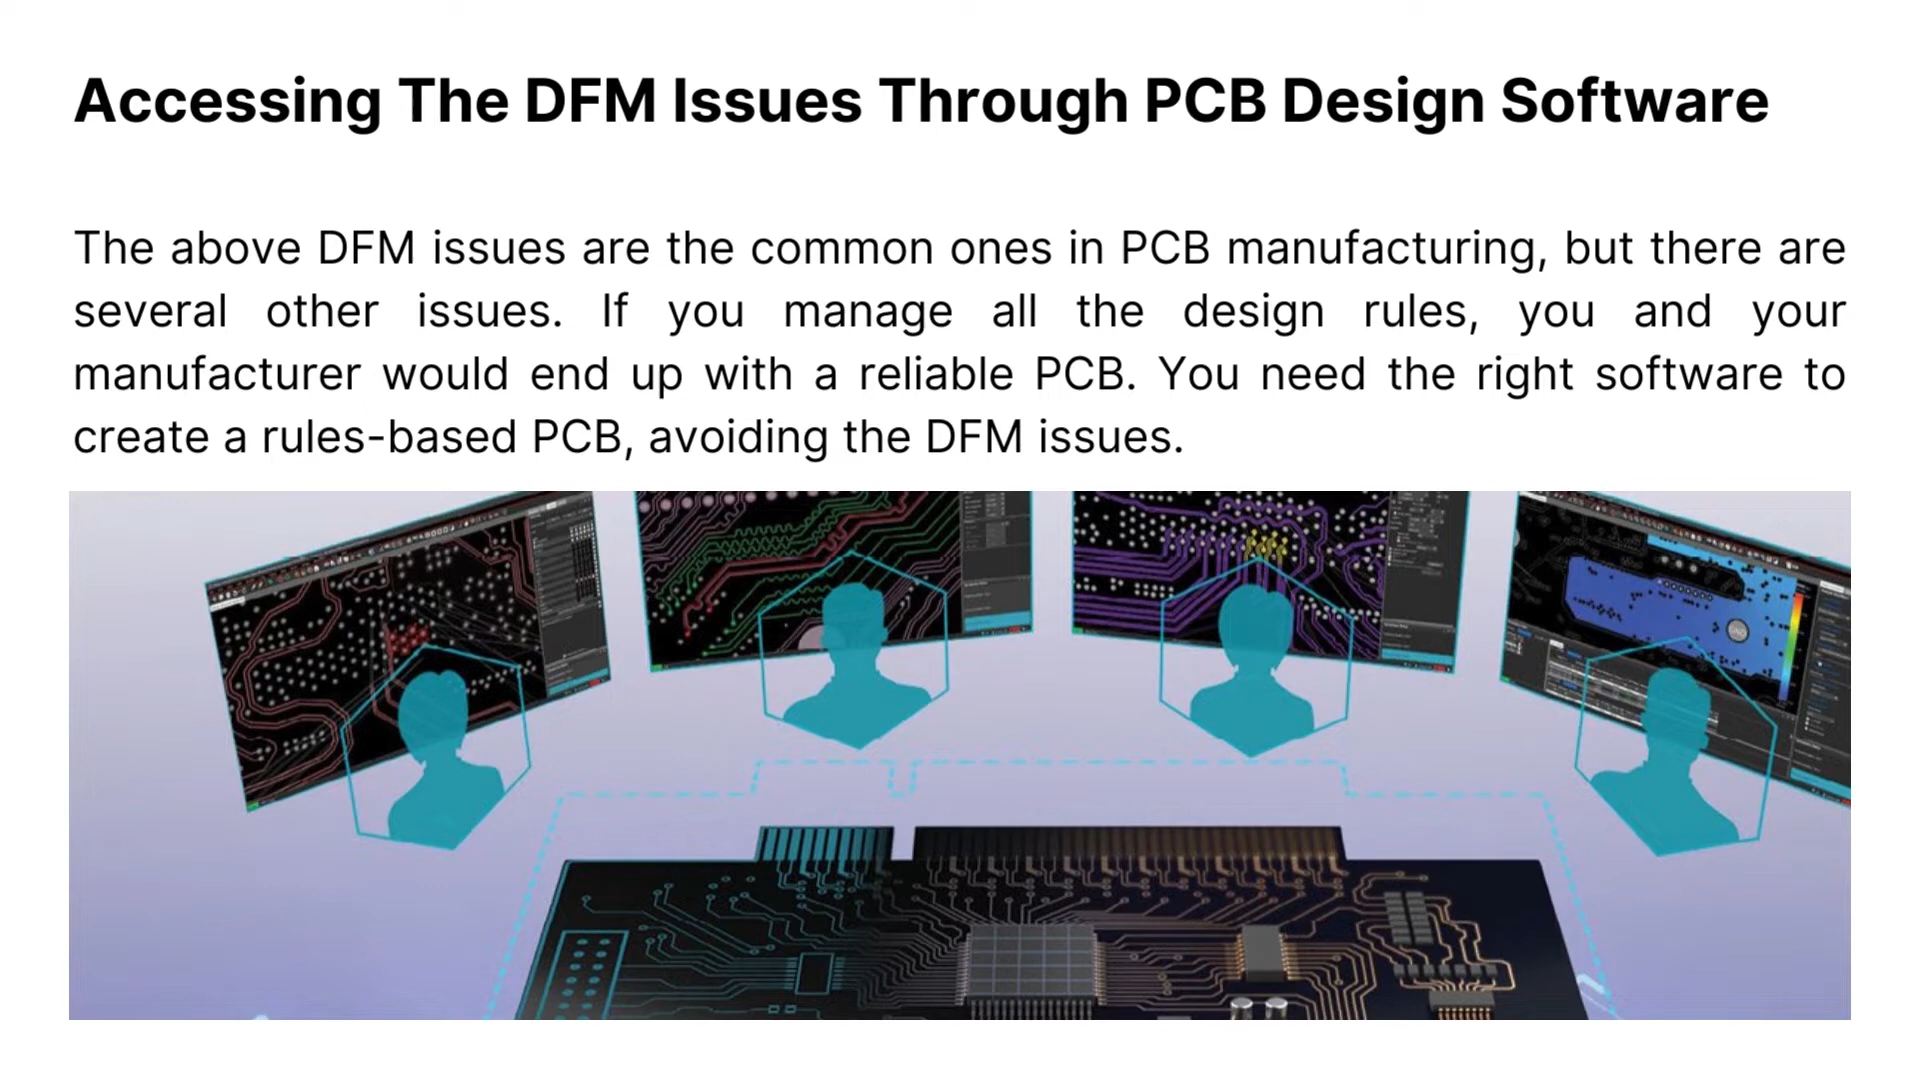 Accessing The DFM Issues Through PCB Design Software
The above DFM issues are the common ones in PCB manufacturing, but there are
several other issues. If you manage all the design rules, you and your
manufacturer would end up with a reliable PCB. You need the right software to
create a rules-based PCB, avoiding the DFM issues.